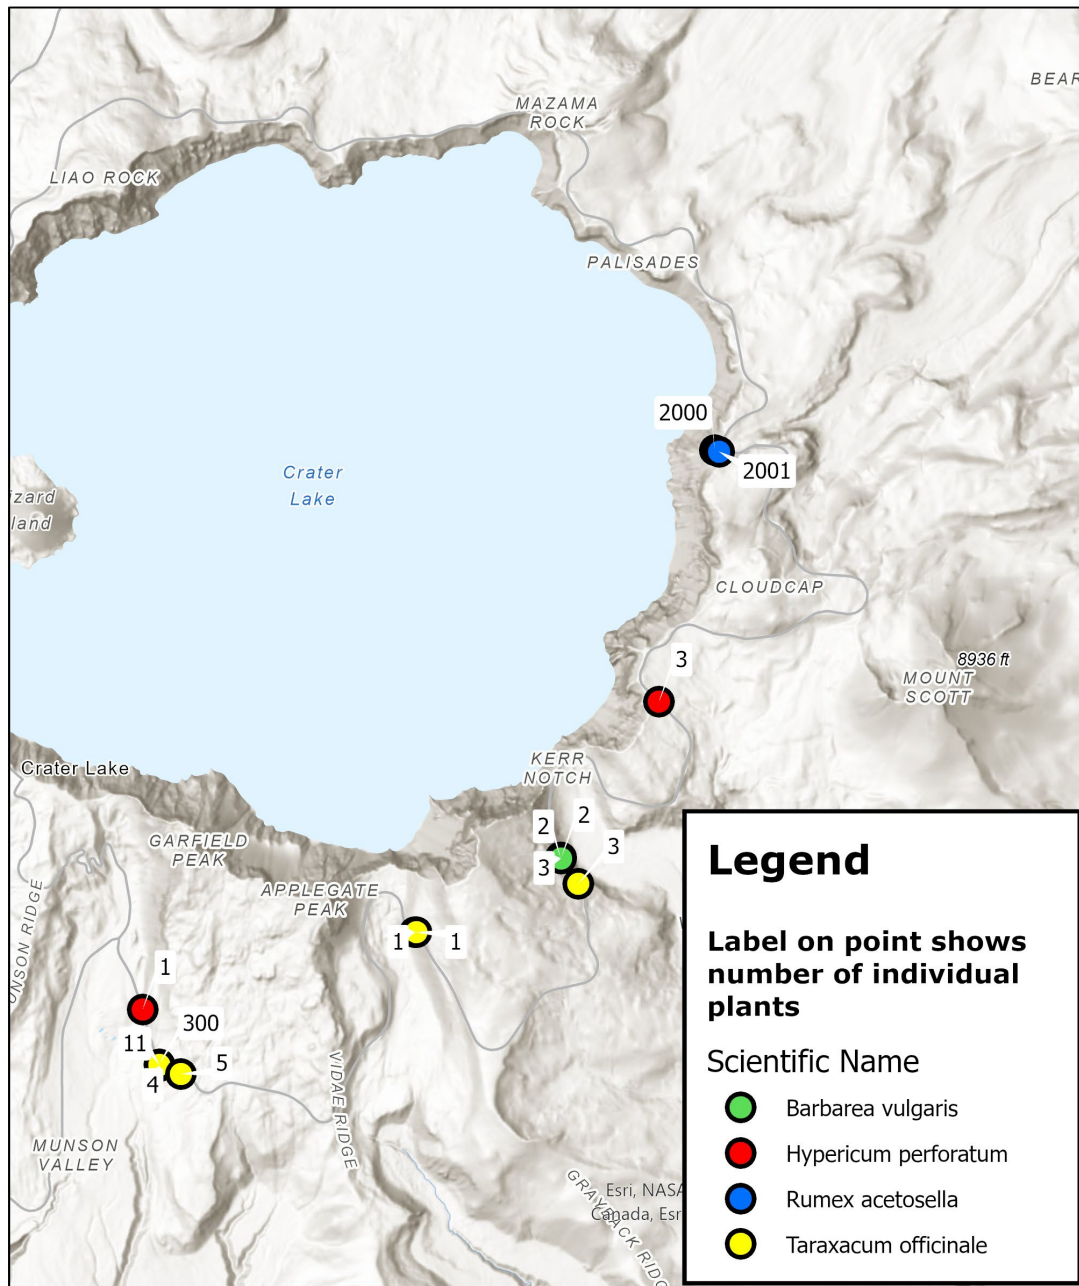 BEAR
MAZAMA
ROCK
LIAO ROCK
PALISADES
2000
2001
Crater
Lake
izard
land
CLOUDCAP
8936 ft
MOUNT
SCOTT
3
KERR
NOTCH
Crater Lake
GARFIELD
PEAK
2
2
3
3
APPLEGATE
PEAK
1
1
UNSON RIDGE
1
300
11
5
4
VIDAE RIDGE
MUNSON
VALLEY
GRAYBACK RIDG
Esri, NASA
Canada, Esr
Legend
Label on point shows
number of individual
plants
Scientific Name
Barbarea vulgaris
Hypericum perforatum
Rumex acetosella
Taraxacum officinale